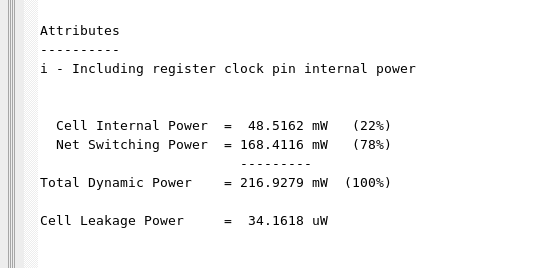 Attributes
----------
i - Including register clock pin internal power
Cell Internal Power  =  48.5162 mW   (22%)
Net Switching Power  = 168.4116 mW   (78%)
---------
Total Dynamic Power    = 216.9279 mW  (100%)
Cell Leakage Power     =  34.1618 uW